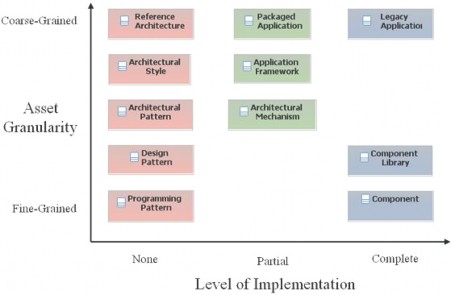 Coarse-Grained
Reference
Architecture
Packaged
Application
Legacy
Application
Architectural
Style
Application
Framework
Asset
Granularity
Architectural
Pattern
Architectural
Mechanism
Design
Pattern
Component
Library
Fine-Grained
Programming
Pattern
Component
None
Partial
Complete
Level of Implementation